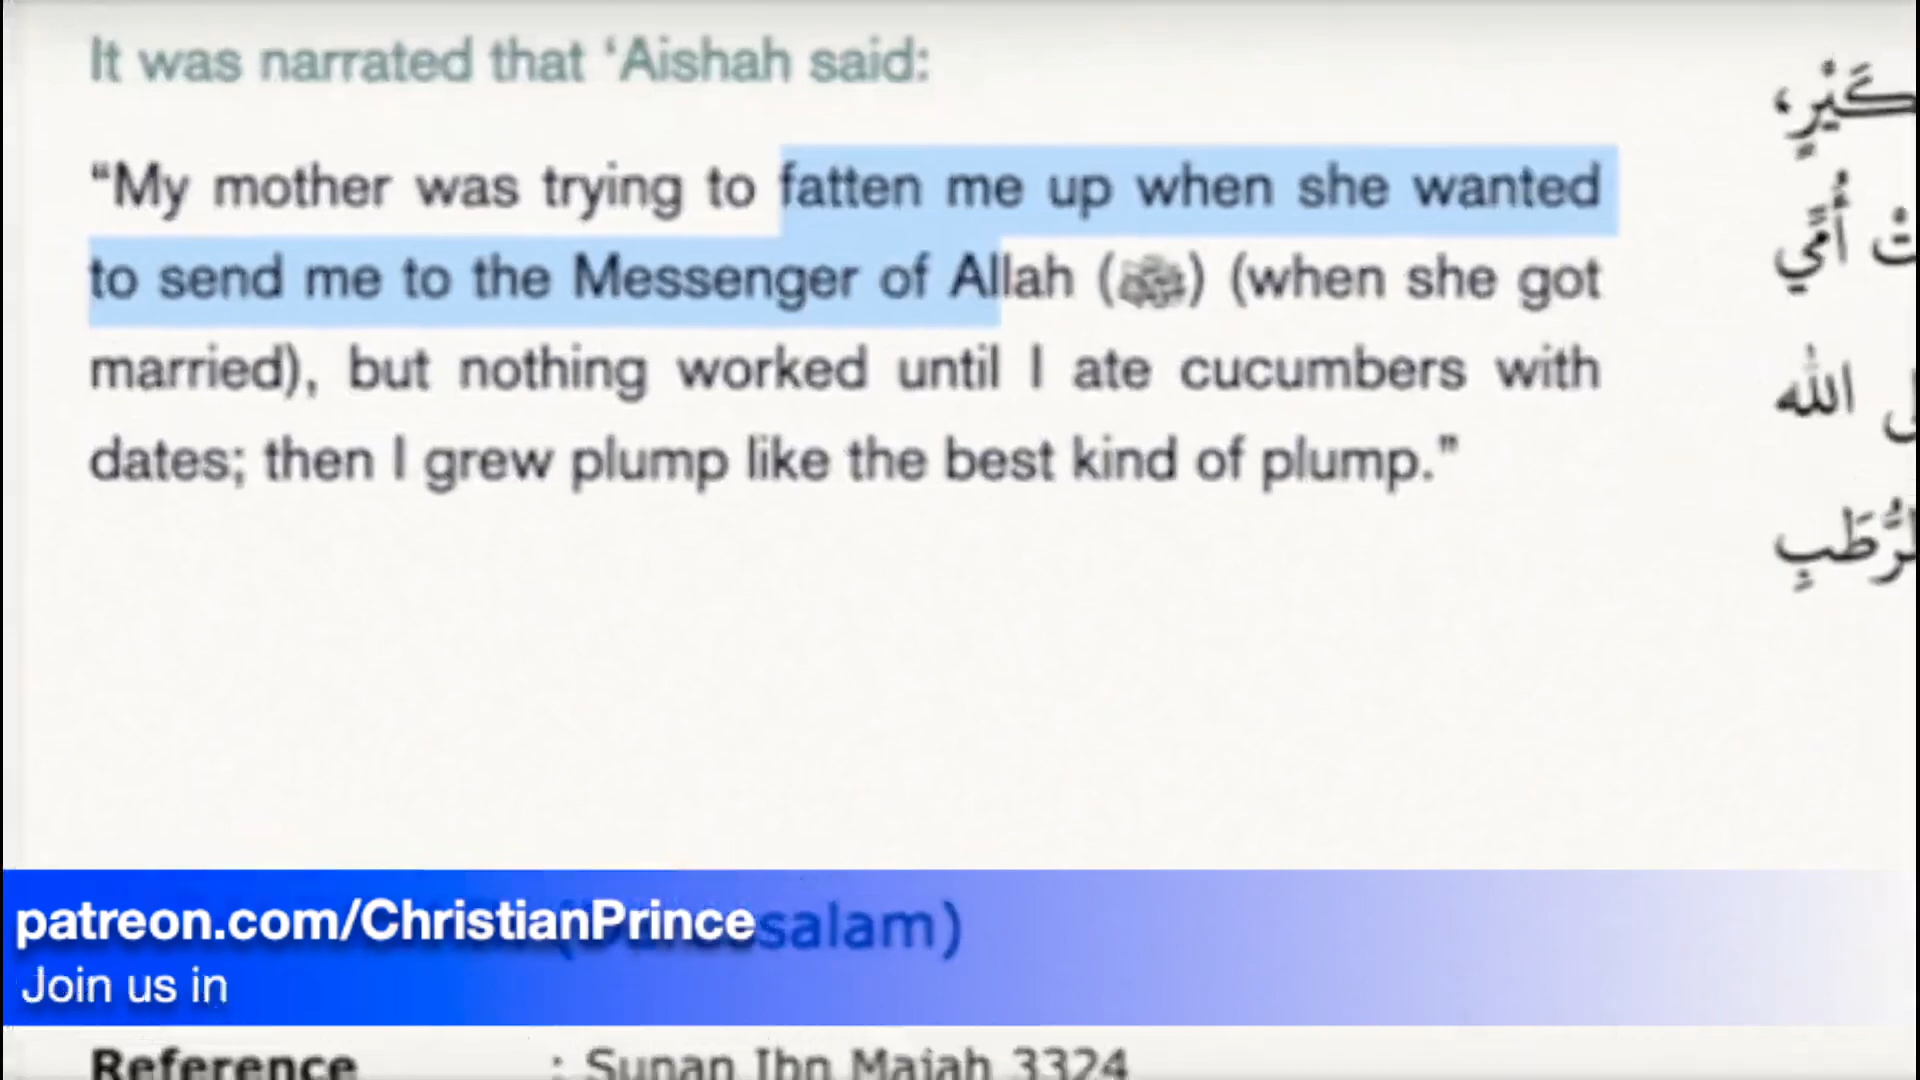 It was narrated that ‘Aishah said:
“My mother was trying to fatten me up when she wanted
to send me to the Messenger of Allah (ﷺ) (when she got
married), but nothing worked until I ate cucumbers with
dates; then I grew plump like the best kind of plump.”
أُمِّي
الله
patreon.com/ChristianPrince
salam)
Join us in
Reference : Sunan Ibn Majah 3324